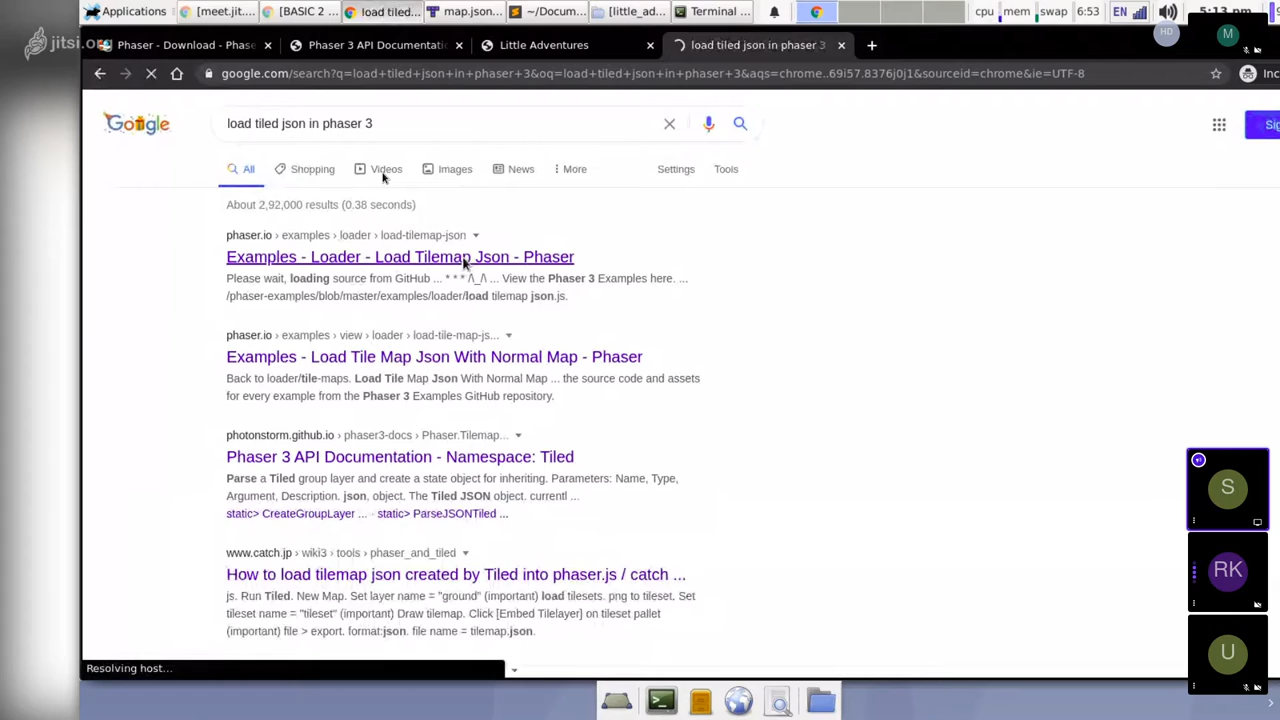 Applications
[meet.jit....
[BASIC 2 ...
load tiled...
map.json...
~/Docum...
[little_ad...
Terminal ...
cpu
mem
swap
6:53
EN
5:13 pm
jitsi.org
Phaser - Download - Phase
Phaser 3 API Documentati
Little Adventures
load tiled json in phaser 3
google.com/search?q=load+tiled+json+in+phaser+3&oq=load+tiled+json+in+phaser+3&aqs=chrome..69i57.8376j0j1&sourceid=chrome&ie=UTF-8
Inc
HD
M
Google
load tiled json in phaser 3
Sig
All
Shopping
Videos
Images
News
More
Settings
Tools
About 2,92,000 results (0.38 seconds)
phaser.io › examples › loader › load-tilemap-json
Examples - Loader - Load Tilemap Json - Phaser
Please wait, loading source from GitHub ... * * * /\_/\ ... View the Phaser 3 Examples here. ...
/phaser-examples/blob/master/examples/loader/load tilemap json.js.
phaser.io › examples › view › loader › load-tile-map-js...
Examples - Load Tile Map Json With Normal Map - Phaser
Back to loader/tile-maps. Load Tile Map Json With Normal Map ... the source code and assets
for every example from the Phaser 3 Examples GitHub repository.
photonstorm.github.io › phaser3-docs › Phaser.Tilemap...
Phaser 3 API Documentation - Namespace: Tiled
Parse a Tiled group layer and create a state object for inheriting. Parameters: Name, Type,
Argument, Description. json. object. The Tiled JSON object. currentl ...
static> CreateGroupLayer ... · static> ParseJSONTiled ...
www.catch.jp › wiki3 › tools › phaser_and_tiled
How to load tilemap json created by Tiled into phaser.js / catch ...
js. Run Tiled. New Map. Set layer name = "ground" (important) load tilesets. png to tileset. Set
tileset name = "tileset" (important) Draw tilemap. Click [Embed Tilelayer] on tileset pallet
(important) file > export. format:json. file name = tilemap.json.
S
RK
U
Resolving host...